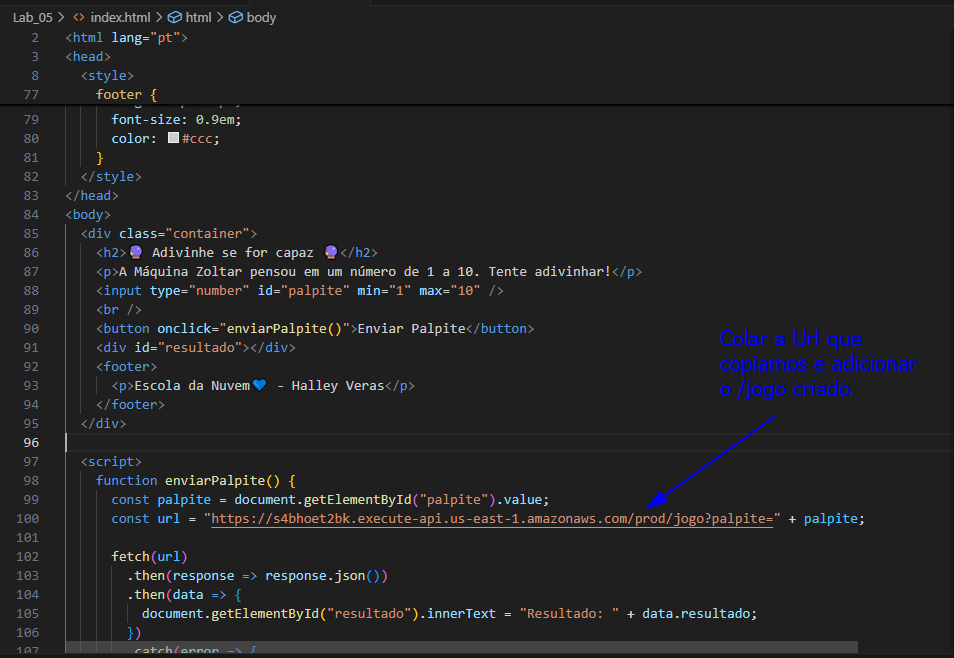 Lab_05 > <> index.html > html > body
2 <html lang="pt">
3 <head>
8 <style>
77 footer {
79 font-size: 0.9em;
80 color: #ccc;
81 }
82 </style>
83 </head>
84 <body>
85 <div class="container">
86 <h2>🔮 Adivinhe se for capaz 🔮</h2>
87 <p>A Máquina Zoltar pensou em um número de 1 a 10. Tente adivinhar!</p>
88 <input type="number" id="palpite" min="1" max="10" />
89 <br />
90 <button onclick="enviarPalpite()">Enviar Palpite</button>
91 <div id="resultado"></div>
92 <footer>
93 <p>Escola da Nuvem💙 - Halley Veras</p>
94 </footer>
95 </div>
96
97 <script>
98 function enviarPalpite() {
99 const palpite = document.getElementById("palpite").value;
100 const url = "https://s4bhoet2bk.execute-api.us-east-1.amazonaws.com/prod/jogo?palpite=" + palpite;
101
102 fetch(url)
103 .then(response => response.json())
104 .then(data => {
105 document.getElementById("resultado").innerText = "Resultado: " + data.resultado;
106 })
107 .catch(error => {
Colar a Url que
copiamos e adicionar
o /jogo criado.